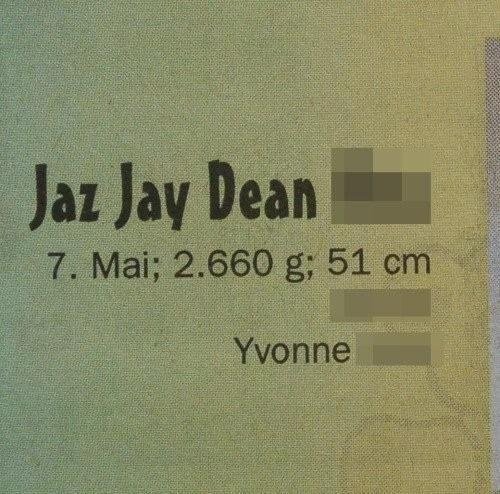 Jaz Jay Dean
7. Mai; 2.660 g; 51 cm
Yvonne